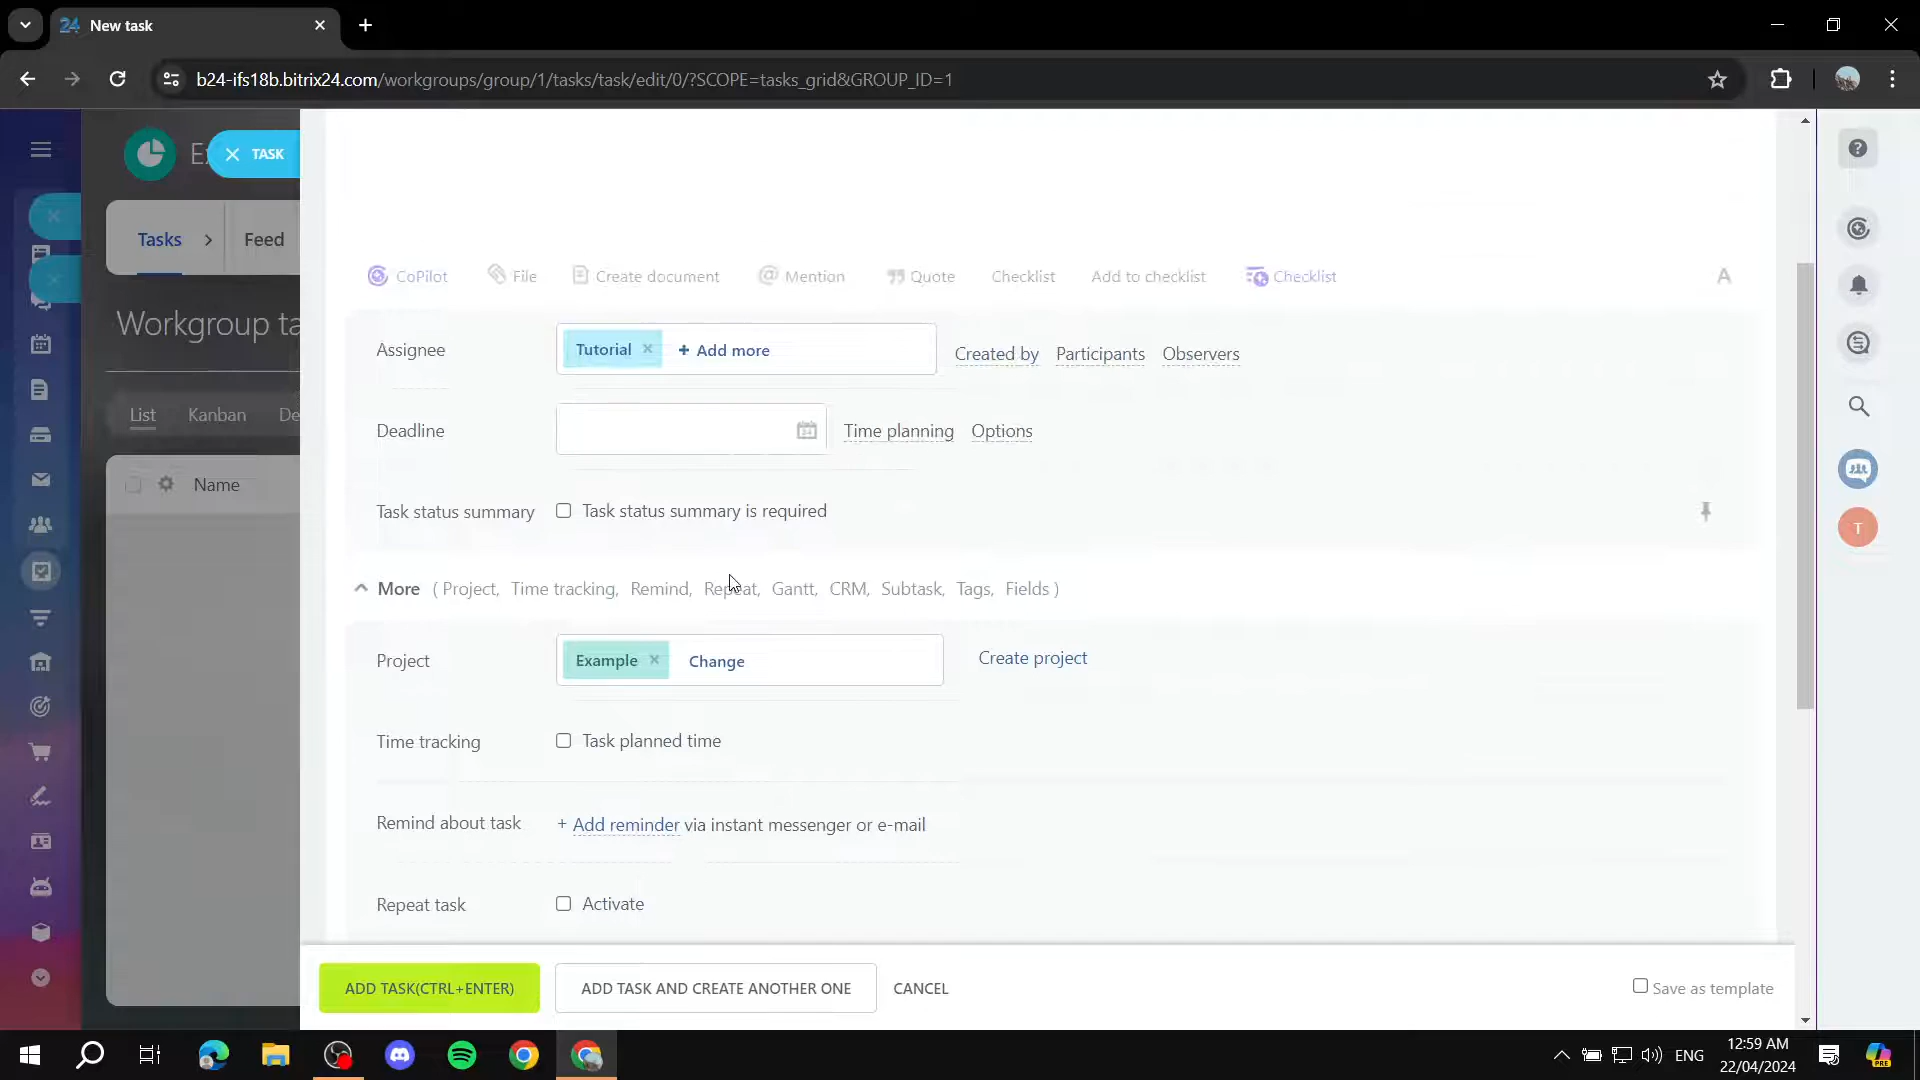 24 New task
b24-ifs18b.bitrix24.com/workgroups/group/1/tasks/task/edit/0/?SCOPE=tasks_grid&GROUP_ID=1
TASK
Tasks Feed
Workgroup ta
List Kanban De
Name
CoPilot File Create document Mention Quote Checklist Add to checklist Checklist A
Assignee Tutorial + Add more Created by Participants Observers
Deadline Time planning Options
Task status summary Task status summary is required
More ( Project, Time tracking, Remind, Repeat, Gantt, CRM, Subtask, Tags, Fields )
Project Example Change Create project
Time tracking Task planned time
Remind about task + Add reminder via instant messenger or e-mail
Repeat task Activate
ADD TASK(CTRL+ENTER) ADD TASK AND CREATE ANOTHER ONE CANCEL Save as template
T
ENG 12:59 AM
22/04/2024
PRE